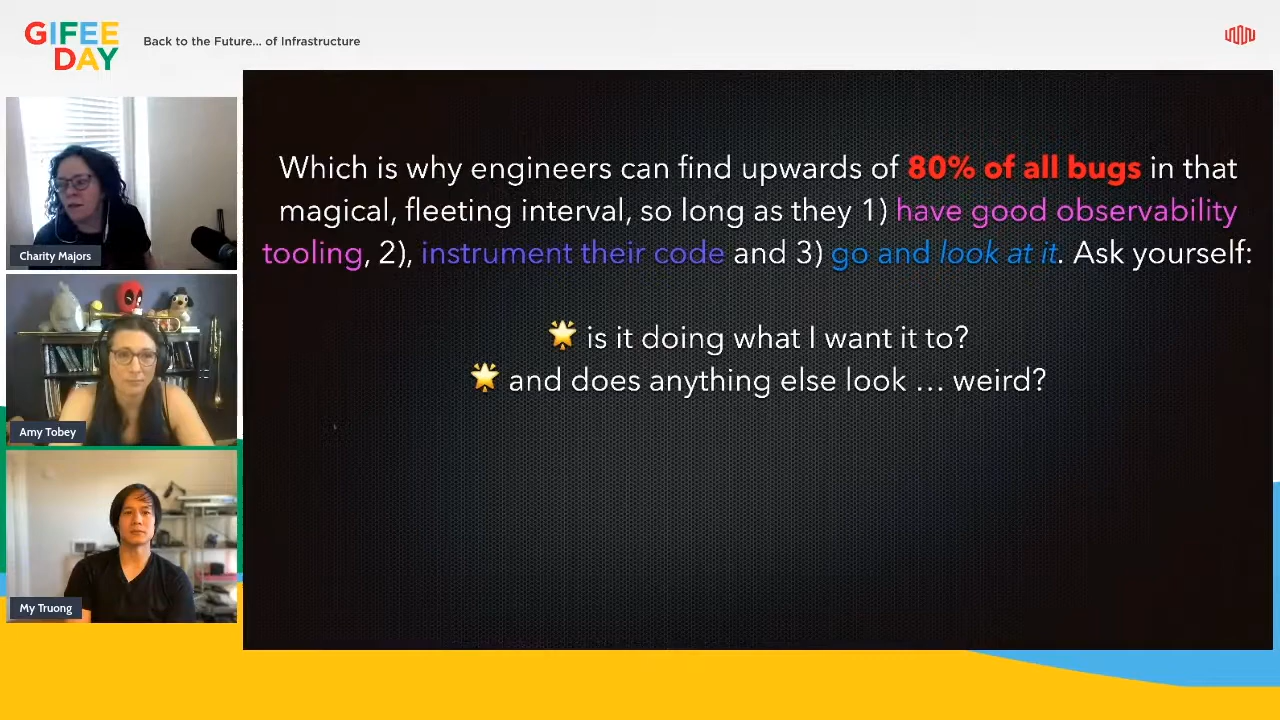 GIFEE
DAY
Back to the Future... of Infrastructure
Charity Majors
Amy Tobey
My Truong
Which is why engineers can find upwards of 80% of all bugs in that
magical, fleeting interval, so long as they 1) have good observability
tooling, 2), instrument their code and 3) go and look at it. Ask yourself:
🌟 is it doing what I want it to?
🌟 and does anything else look … weird?